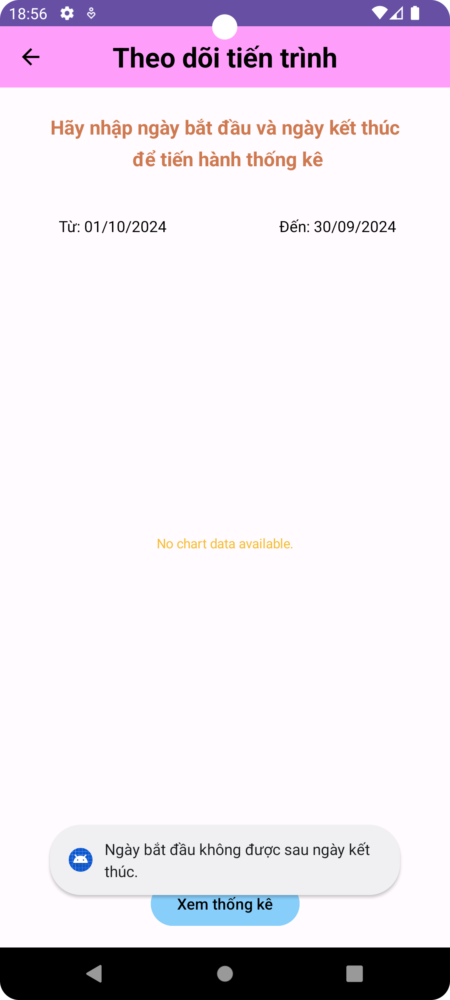 18:56
Theo dõi tiến trình
Hãy nhập ngày bắt đầu và ngày kết thúc
để tiến hành thống kê
Từ: 01/10/2024
Đến: 30/09/2024
No chart data available.
Ngày bắt đầu không được sau ngày kết
thúc.
Xem thống kê